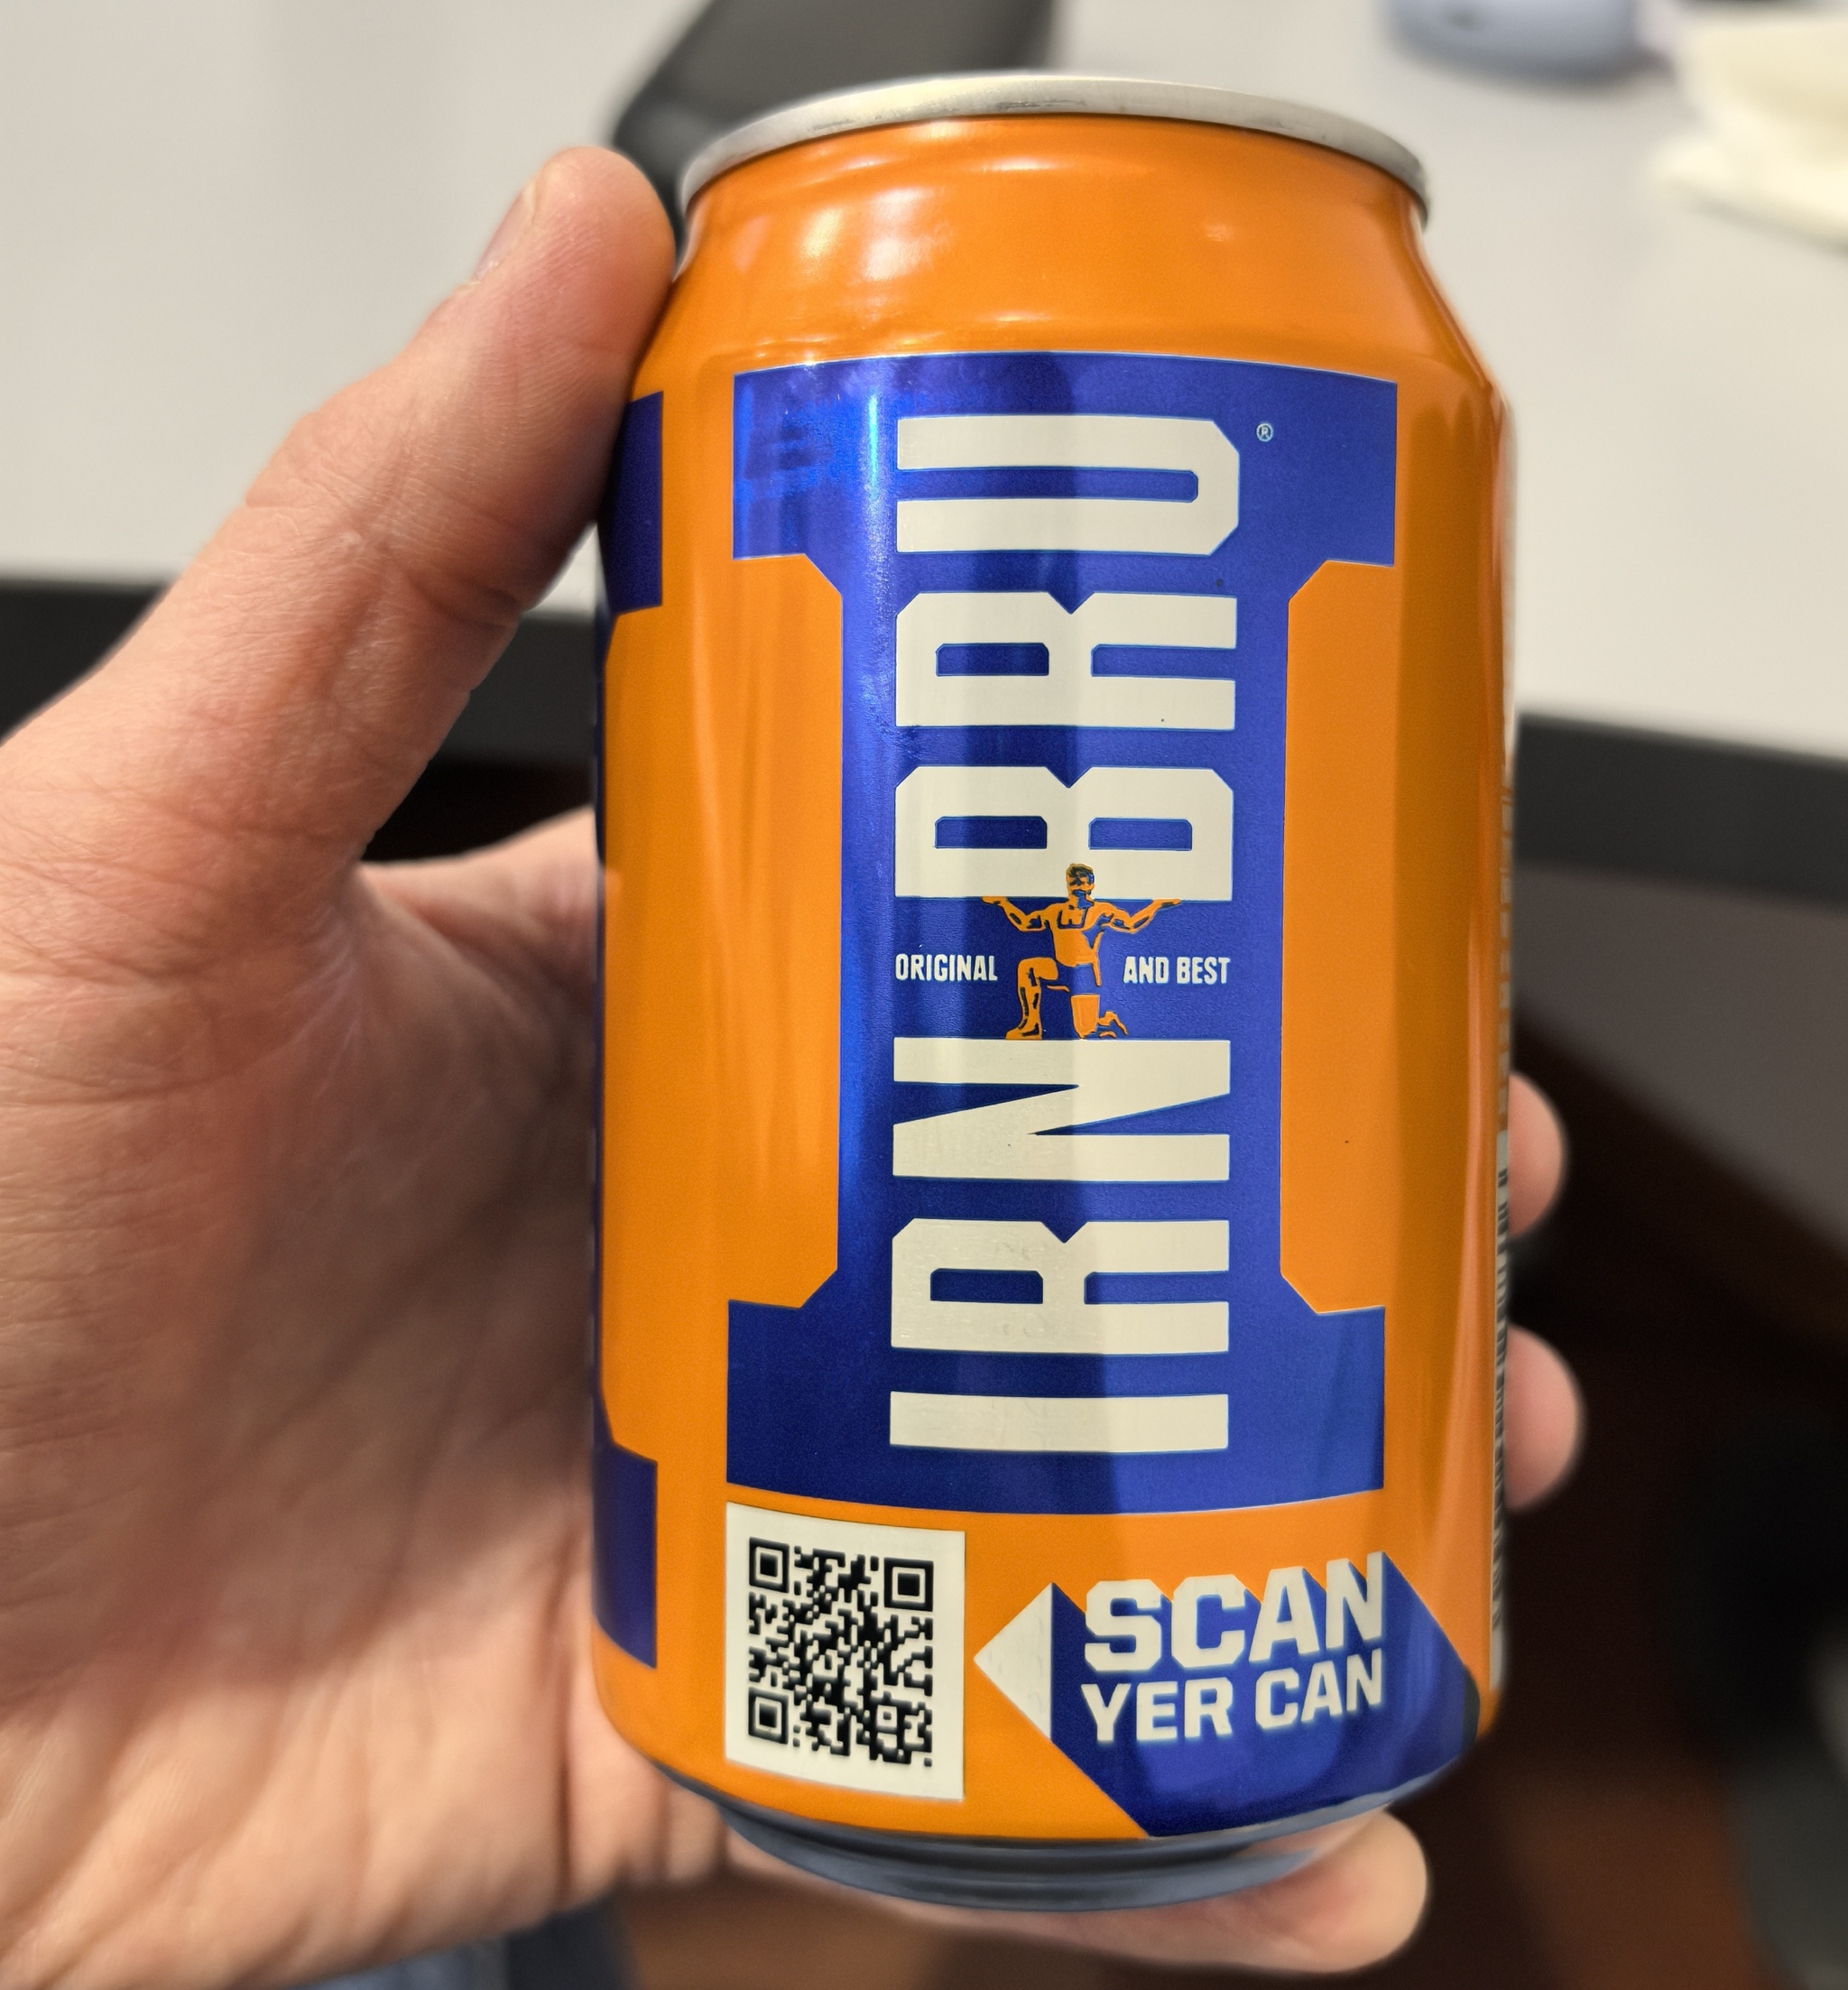 IRN BRU®
ORIGINAL AND BEST
SCAN
YER CAN